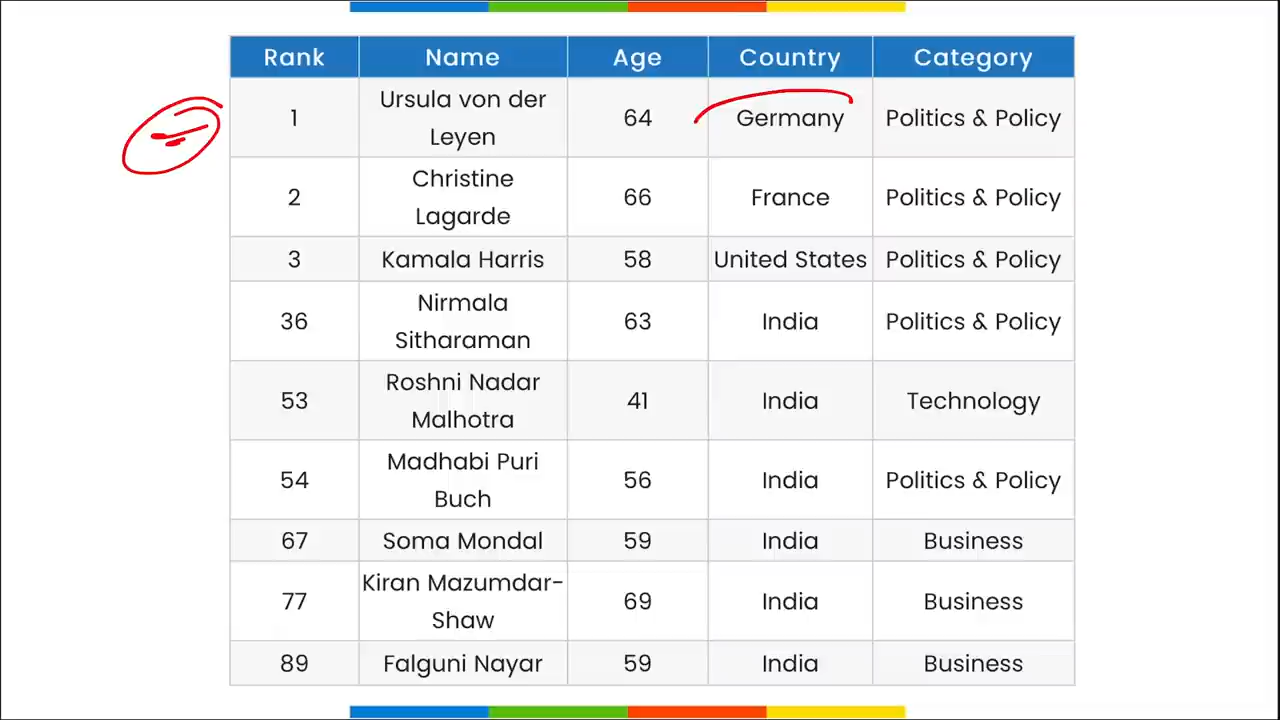 Rank Name Age Country Category
1 Ursula von der Leyen 64 Germany Politics & Policy
2 Christine Lagarde 66 France Politics & Policy
3 Kamala Harris 58 United States Politics & Policy
36 Nirmala Sitharaman 63 India Politics & Policy
53 Roshni Nadar Malhotra 41 India Technology
54 Madhabi Puri Buch 56 India Politics & Policy
67 Soma Mondal 59 India Business
77 Kiran Mazumdar-Shaw 69 India Business
89 Falguni Nayar 59 India Business